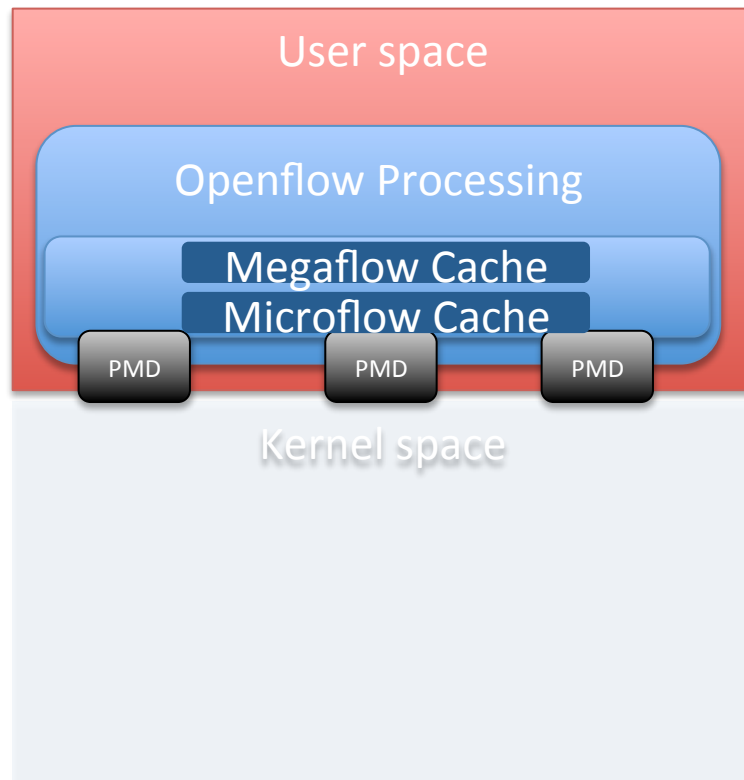 User space
Openflow Processing
Megaflow Cache
Microflow Cache
PMD PMD PMD
Kernel space